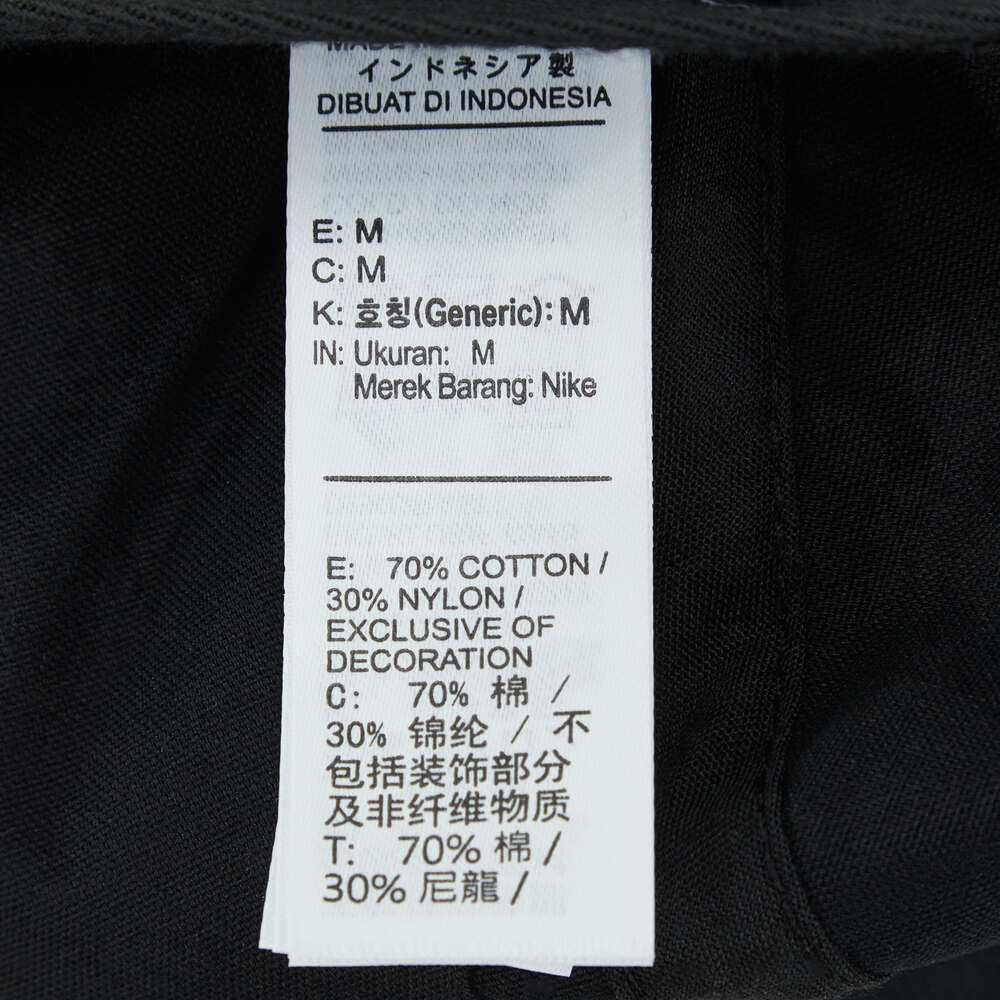 インドネシア製
DIBUAT DI INDONESIA
E: M
C: M
K: 호칭(Generic): M
IN: Ukuran: M
Merek Barang: Nike
E: 70% COTTON /
30% NYLON /
EXCLUSIVE OF
DECORATION
C: 70% 棉 /
30% 锦纶 / 不
包括装饰部分
及非纤维物质
T: 70% 棉 /
30% 尼龍 /